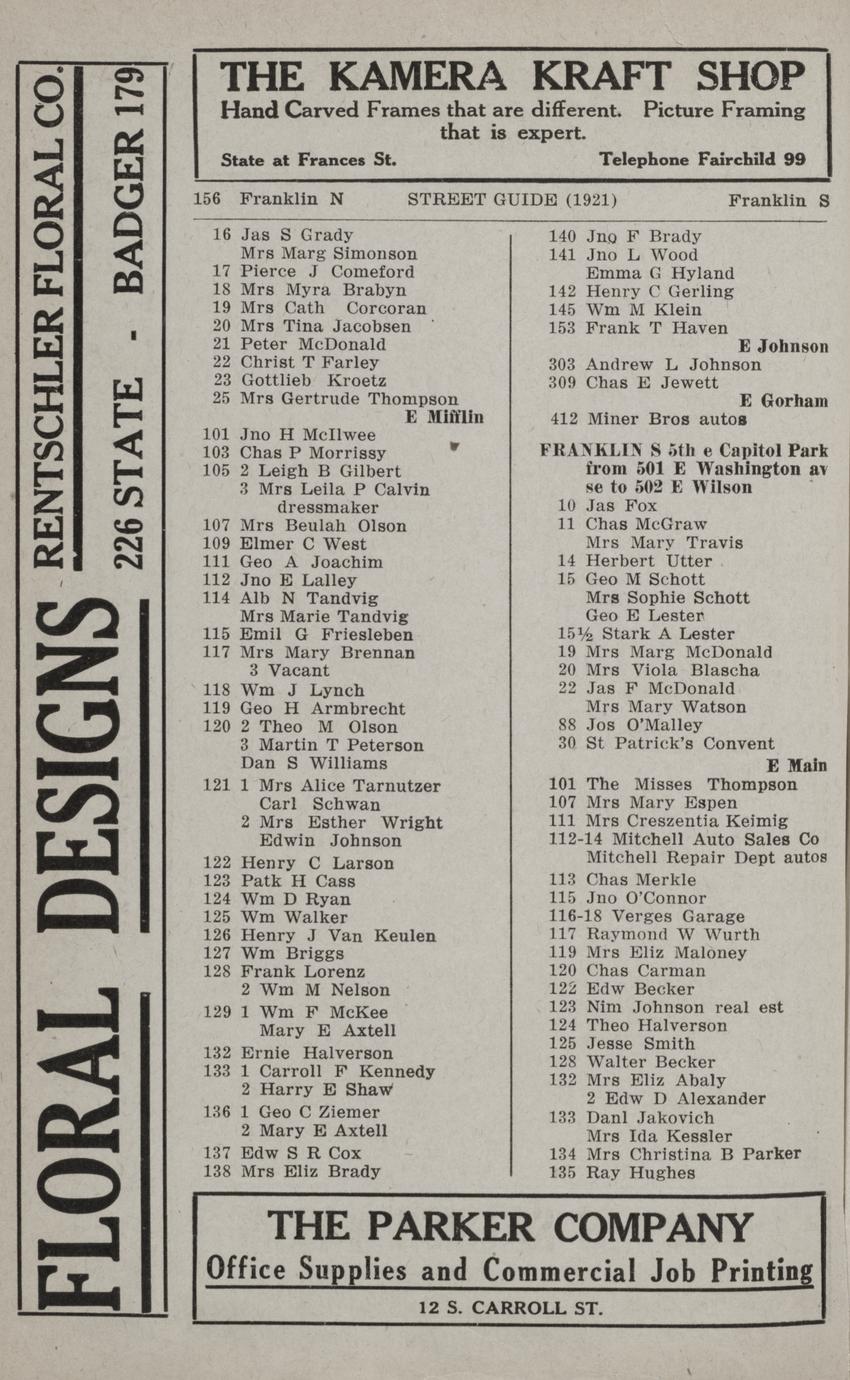 THE KAMERA KRAFT SHOP
Hand Carved Frames that are different. Picture Framing
that is expert.
State at Frances St. Telephone Fairchild 99
156 Franklin N STREET GUIDE (1921) Franklin S
16 Jas S Grady
Mrs Marg Simonson
17 Pierce J Comeford
18 Mrs Myra Brabyn
19 Mrs Cath Corcoran
20 Mrs Tina Jacobsen
21 Peter McDonald
22 Christ T Farley
23 Gottlieb Kroetz
25 Mrs Gertrude Thompson
E Mifflin
101 Jno H McIlwee
103 Chas P Morrissy
105 2 Leigh B Gilbert
3 Mrs Leila P Calvin
dressmaker
107 Mrs Beulah Olson
109 Elmer C West
111 Geo A Joachim
112 Jno E Lalley
114 Alb N Tandvig
Mrs Marie Tandvig
115 Emil G Friesleben
117 Mrs Mary Brennan
3 Vacant
118 Wm J Lynch
119 Geo H Armbrecht
120 2 Theo M Olson
3 Martin T Peterson
Dan S Williams
121 1 Mrs Alice Tarnutzer
Carl Schwan
2 Mrs Esther Wright
Edwin Johnson
122 Henry C Larson
123 Patk H Cass
124 Wm D Ryan
125 Wm Walker
126 Henry J Van Keulen
127 Wm Briggs
128 Frank Lorenz
2 Wm M Nelson
129 1 Wm F McKee
Mary E Axtell
132 Ernie Halverson
133 1 Carroll F Kennedy
2 Harry E Shaw
136 1 Geo C Ziemer
2 Mary E Axtell
137 Edw S R Cox
138 Mrs Eliz Brady
140 Jno F Brady
141 Jno L Wood
Emma G Hyland
142 Henry C Gerling
145 Wm M Klein
153 Frank T Haven
E Johnson
303 Andrew L Johnson
309 Chas E Jewett
E Gorham
412 Miner Bros autos
FRANKLIN S 5th e Capitol Park
from 501 E Washington av
se to 502 E Wilson
10 Jas Fox
11 Chas McGraw
Mrs Mary Travis
14 Herbert Utter
15 Geo M Schott
Mrs Sophie Schott
Geo E Lester
15½ Stark A Lester
19 Mrs Marg McDonald
20 Mrs Viola Blascha
22 Jas F McDonald
Mrs Mary Watson
88 Jos O'Malley
30 St Patrick's Convent
E Main
101 The Misses Thompson
107 Mrs Mary Espen
111 Mrs Creszentia Keimig
112-14 Mitchell Auto Sales Co
Mitchell Repair Dept autos
113 Chas Merkle
115 Jno O'Connor
116-18 Verges Garage
117 Raymond W Wurth
119 Mrs Eliz Maloney
120 Chas Carman
122 Edw Becker
123 Nim Johnson real est
124 Theo Halverson
125 Jesse Smith
128 Walter Becker
132 Mrs Eliz Abaly
2 Edw D Alexander
133 Danl Jakovich
Mrs Ida Kessler
134 Mrs Christina B Parker
135 Ray Hughes
THE PARKER COMPANY
Office Supplies and Commercial Job Printing
12 S. CARROLL ST.
FLORAL DESIGNS
RENTSCHLER FLORAL CO.
226 STATE - BADGER 179